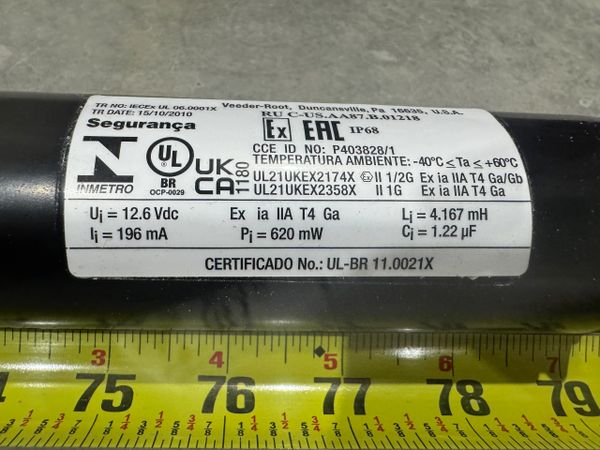 TR NO: IECEx UL 06.0001X Veeder-Root, Duncansville, Pa 16635, U.S.A.
TR DATE: 15/10/2010 RU C-US.AA87.B.01218
Segurança Ex EAC IP68
CCE ID NO: P403828/1
TEMPERATURA AMBIENTE: -40°C ≤Ta ≤+60°C
INMETRO UL BR OCP-0029 UKCA 1180
UL21UKEX2174X Ex II 1/2G Ex ia IIA T4 Ga/Gb
UL21UKEX2358X II 1G Ex ia IIA T4 Ga
Ui = 12.6 Vdc Ex ia IIA T4 Ga Li = 4.167 mH
Ii = 196 mA Pi = 620 mW Ci = 1.22 µF
CERTIFICADO No.: UL-BR 11.0021X
3 4 5 6 7
75 76 77 78 79